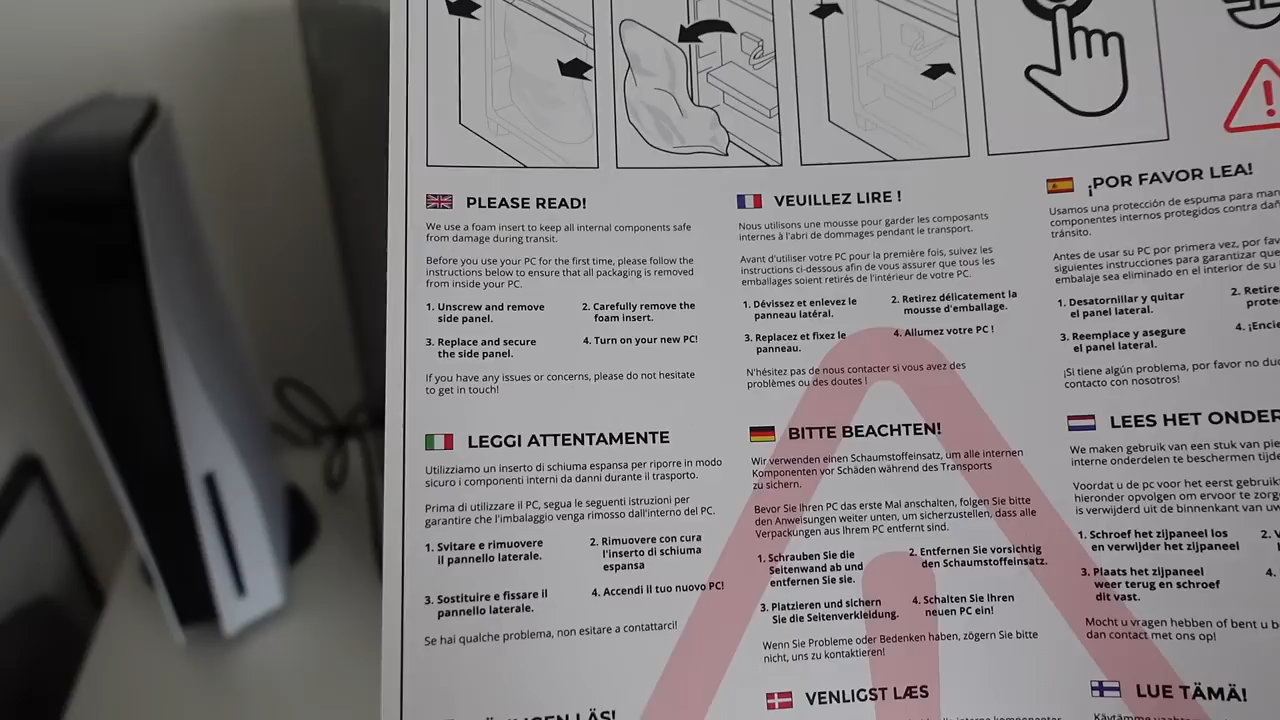 PLEASE READ!
We use a foam insert to keep all internal components safe
from damage during transit.
Before you use your PC for the first time, please follow the
instructions below to ensure that all packaging is removed
from inside your PC.
1. Unscrew and remove
side panel.
2. Carefully remove the
foam insert.
3. Replace and secure
the side panel.
4. Turn on your new PC!
If you have any issues or concerns, please do not hesitate
to get in touch!
VEUILLEZ LIRE !
Nous utilisons une mousse pour garder les composants
internes à l'abri de dommages pendant le transport.
Avant d'utiliser votre PC pour la première fois, suivez les
instructions ci-dessous afin de vous assurer que tous les
emballages soient retirés de l'intérieur de votre PC.
1. Dévissez et enlevez le
panneau latéral.
2. Retirez délicatement la
mousse d'emballage.
3. Replacez et fixez le
panneau.
4. Allumez votre PC !
N'hésitez pas de nous contacter si vous avez des
problèmes ou des doutes !
¡POR FAVOR LEA!
Usamos una protección de espuma para
componentes internos protegidos contra
tránsito.
Antes de usar su PC por primera vez, por
siguientes instrucciones para garantizar que
embalaje sea eliminado en el interior de su
1. Desatornillar y quitar
el panel lateral.
2.
3. Reemplace y asegure
el panel lateral.
4.
¡Si tiene algún problema, por favor no
contacto con nosotros!
LEGGI ATTENTAMENTE
Utilizziamo un inserto di schiuma espansa per riporre in modo
sicuro i componenti interni da danni durante il trasporto.
Prima di utilizzare il PC, segua le seguenti istruzioni per
garantire che l'imbalaggio venga rimosso dall'interno del PC.
1. Svitare e rimuovere
il pannello laterale.
2. Rimuovere con cura
l'inserto di schiuma
espansa
3. Sostituire e fissare il
pannello laterale.
4. Accendi il tuo nuovo PC!
Se hai qualche problema, non esitare a contattarci!
BITTE BEACHTEN!
Wir verwenden einen Schaumstoffeinsatz, um alle internen
Komponenten vor Schäden während des Transports
zu sichern.
Bevor Sie Ihren PC das erste Mal anschalten, folgen Sie bitte
den Anweisungen weiter unten, um sicherzustellen, dass alle
Verpackungen aus Ihrem PC entfernt sind.
1. Schrauben Sie die
Seitenwand ab und
entfernen Sie sie.
2. Entfernen Sie vorsichtig
den Schaumstoffeinsatz.
3. Platzieren und sichern
Sie die Seitenverkleidung.
4. Schalten Sie Ihren
neuen PC ein!
Wenn Sie Probleme oder Bedenken haben, zögern Sie bitte
nicht, uns zu kontaktieren!
LEES HET
We maken gebruik van een stuk van
interne onderdelen te beschermen
Voordat u de pc voor het eerst
hieronder opvolgen om ervoor te
is verwijderd uit de binnenkant van
1. Schroef het zijpaneel los
en verwijder het zijpaneel
2.
3. Plaats het zijpaneel
weer terug en schroef
dit vast.
4.
Mocht u vragen hebben of bent u
dan contact met ons op!
VENLIGST LÆS
LUE TÄMÄ!